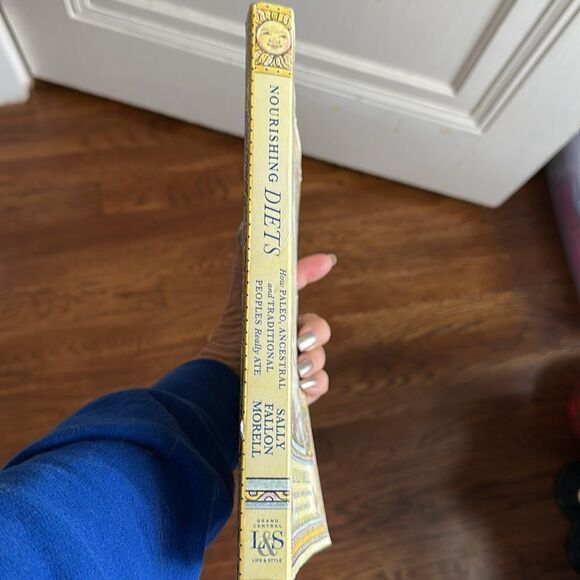 NOURISHING DIETS
How PALEO, ANCESTRAL
and TRADITIONAL
PEOPLES Really ATE
SALLY
FALLON
MORELL
GRAND
CENTRAL
L&S
LIFE & STYLE